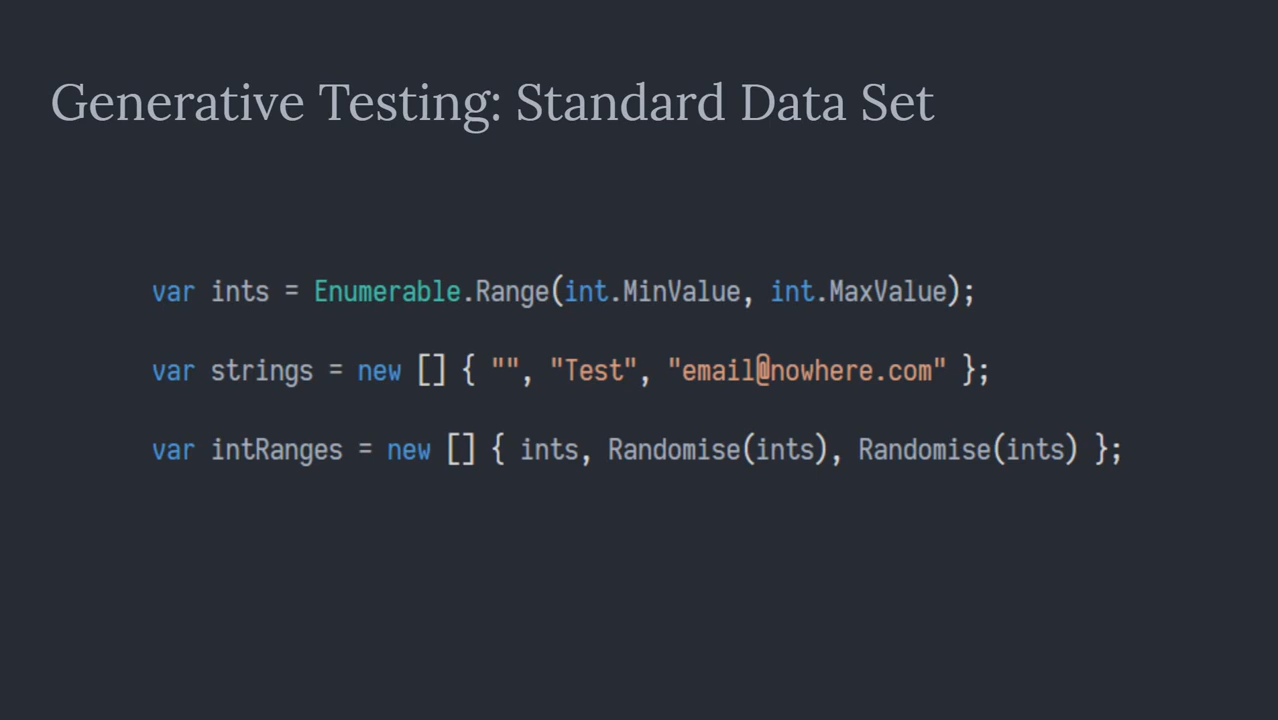 Generative Testing: Standard Data Set
var ints = Enumerable.Range(int.MinValue, int.MaxValue);
var strings = new [] { "", "Test", "email@nowhere.com" };
var intRanges = new [] { ints, Randomise(ints), Randomise(ints) };